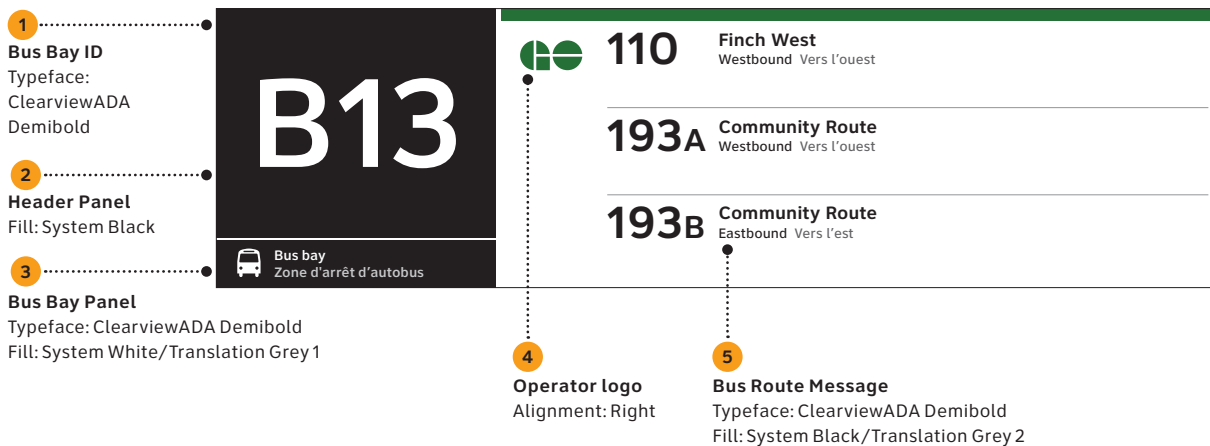 1
Bus Bay ID
Typeface:
ClearviewADA
Demibold
2
Header Panel
Fill: System Black
3
Bus Bay Panel
Typeface: ClearviewADA Demibold
Fill: System White/Translation Grey 1
B13
Bus bay
Zone d'arrêt d'autobus
GO
110 Finch West
Westbound Vers l'ouest
193A Community Route
Westbound Vers l'ouest
193B Community Route
Eastbound Vers l'est
4
Operator logo
Alignment: Right
5
Bus Route Message
Typeface: ClearviewADA Demibold
Fill: System Black/Translation Grey 2